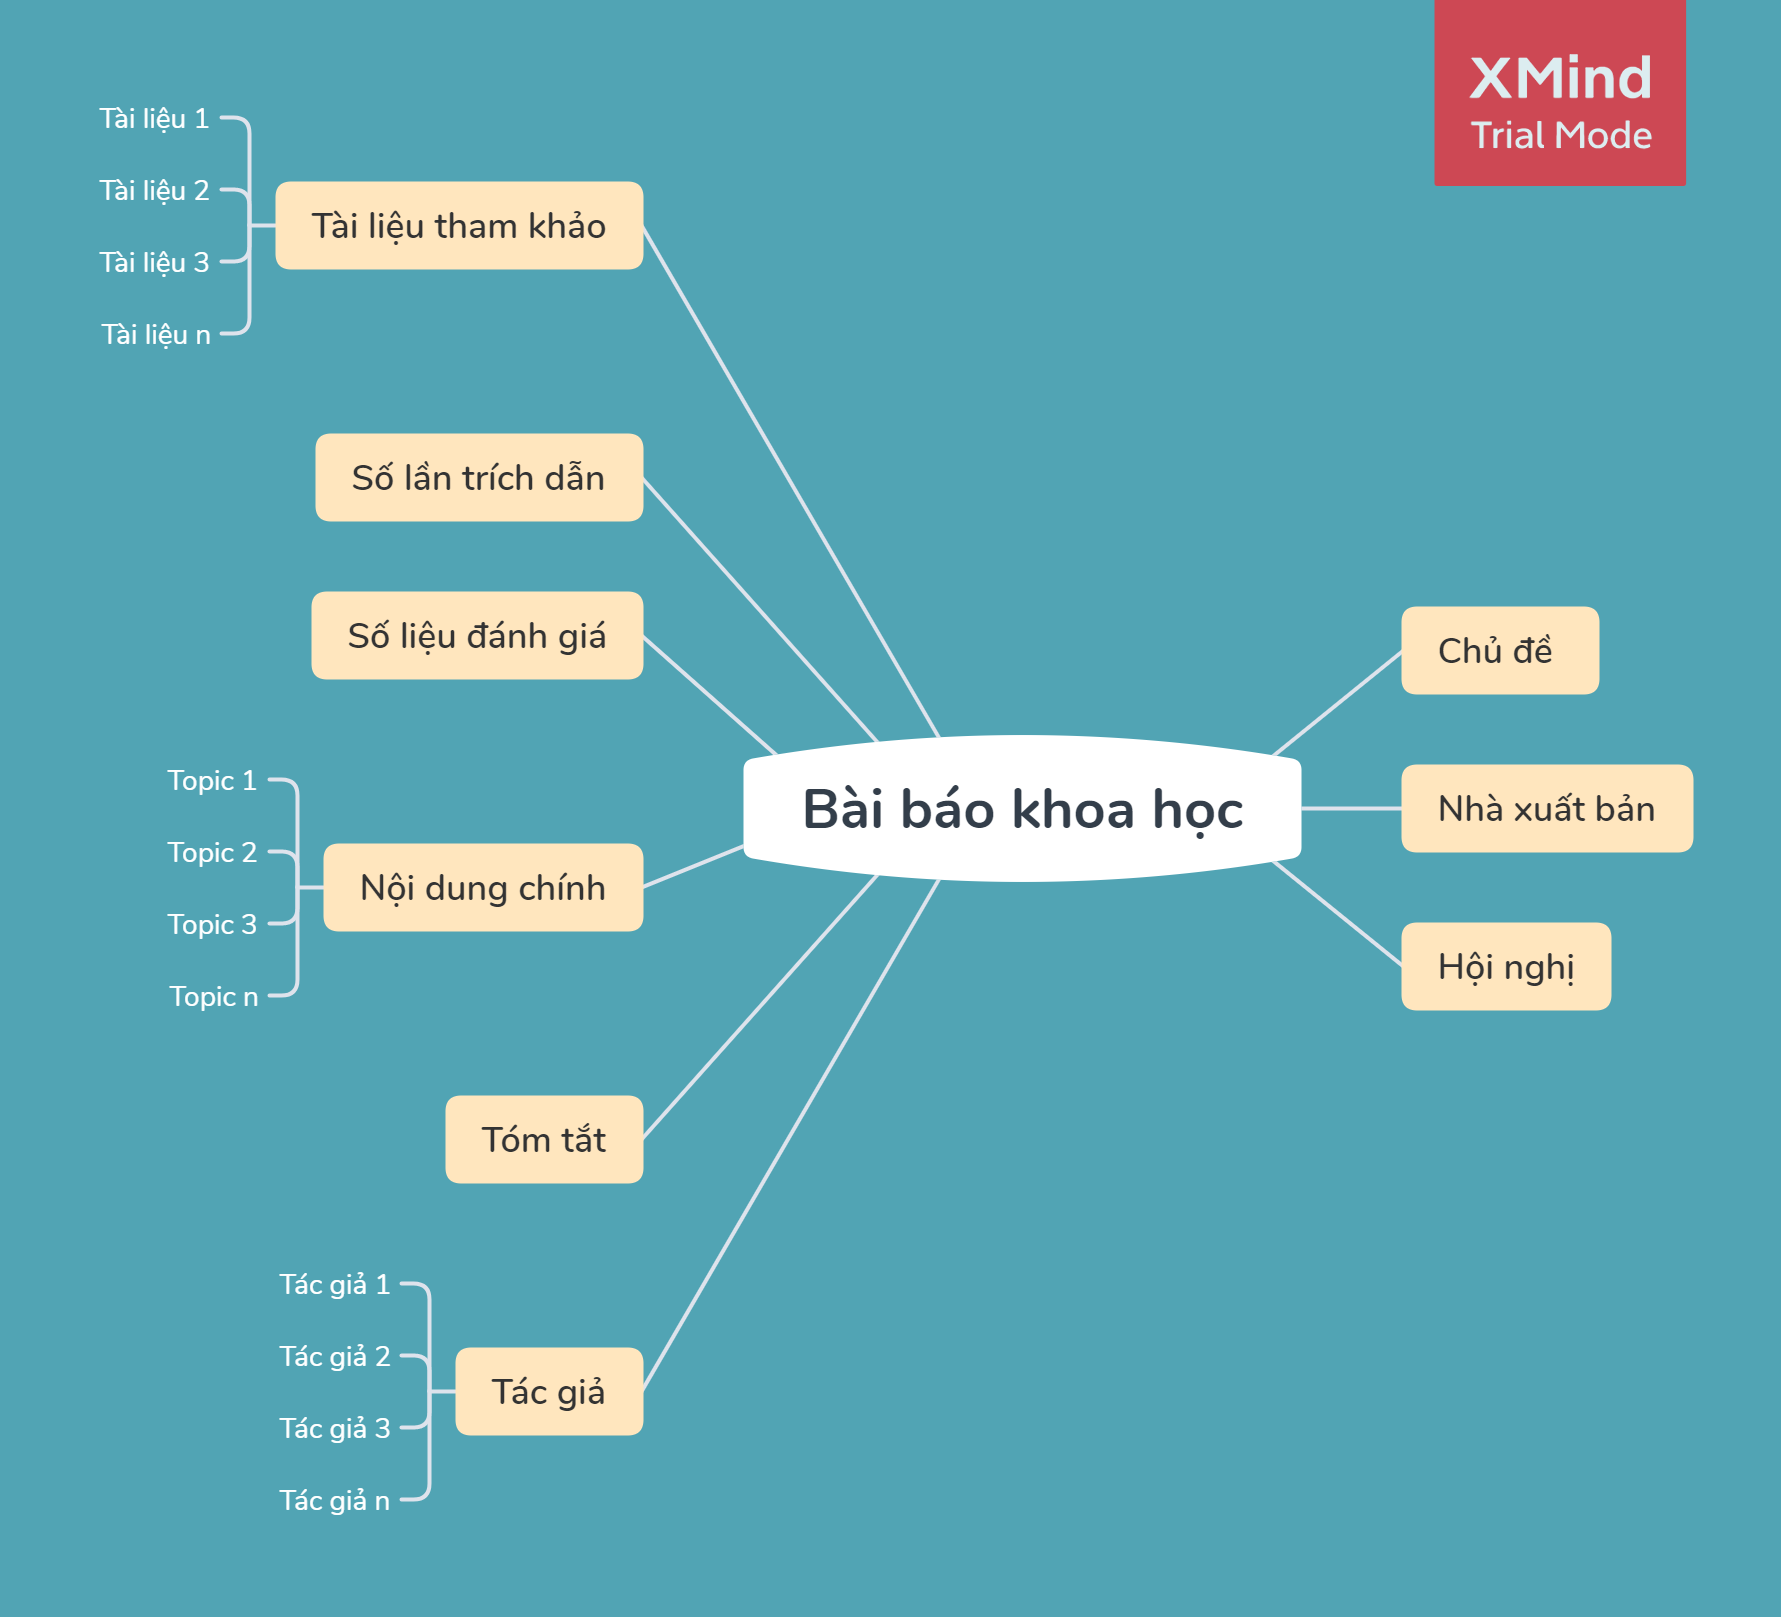 XMind
Trial Mode
Tài liệu 1
Tài liệu 2
Tài liệu 3
Tài liệu n
Tài liệu tham khảo
Số lần trích dẫn
Số liệu đánh giá
Topic 1
Topic 2
Topic 3
Topic n
Nội dung chính
Tóm tắt
Tác giả 1
Tác giả 2
Tác giả 3
Tác giả n
Tác giả
Bài báo khoa học
Chủ đề
Nhà xuất bản
Hội nghị